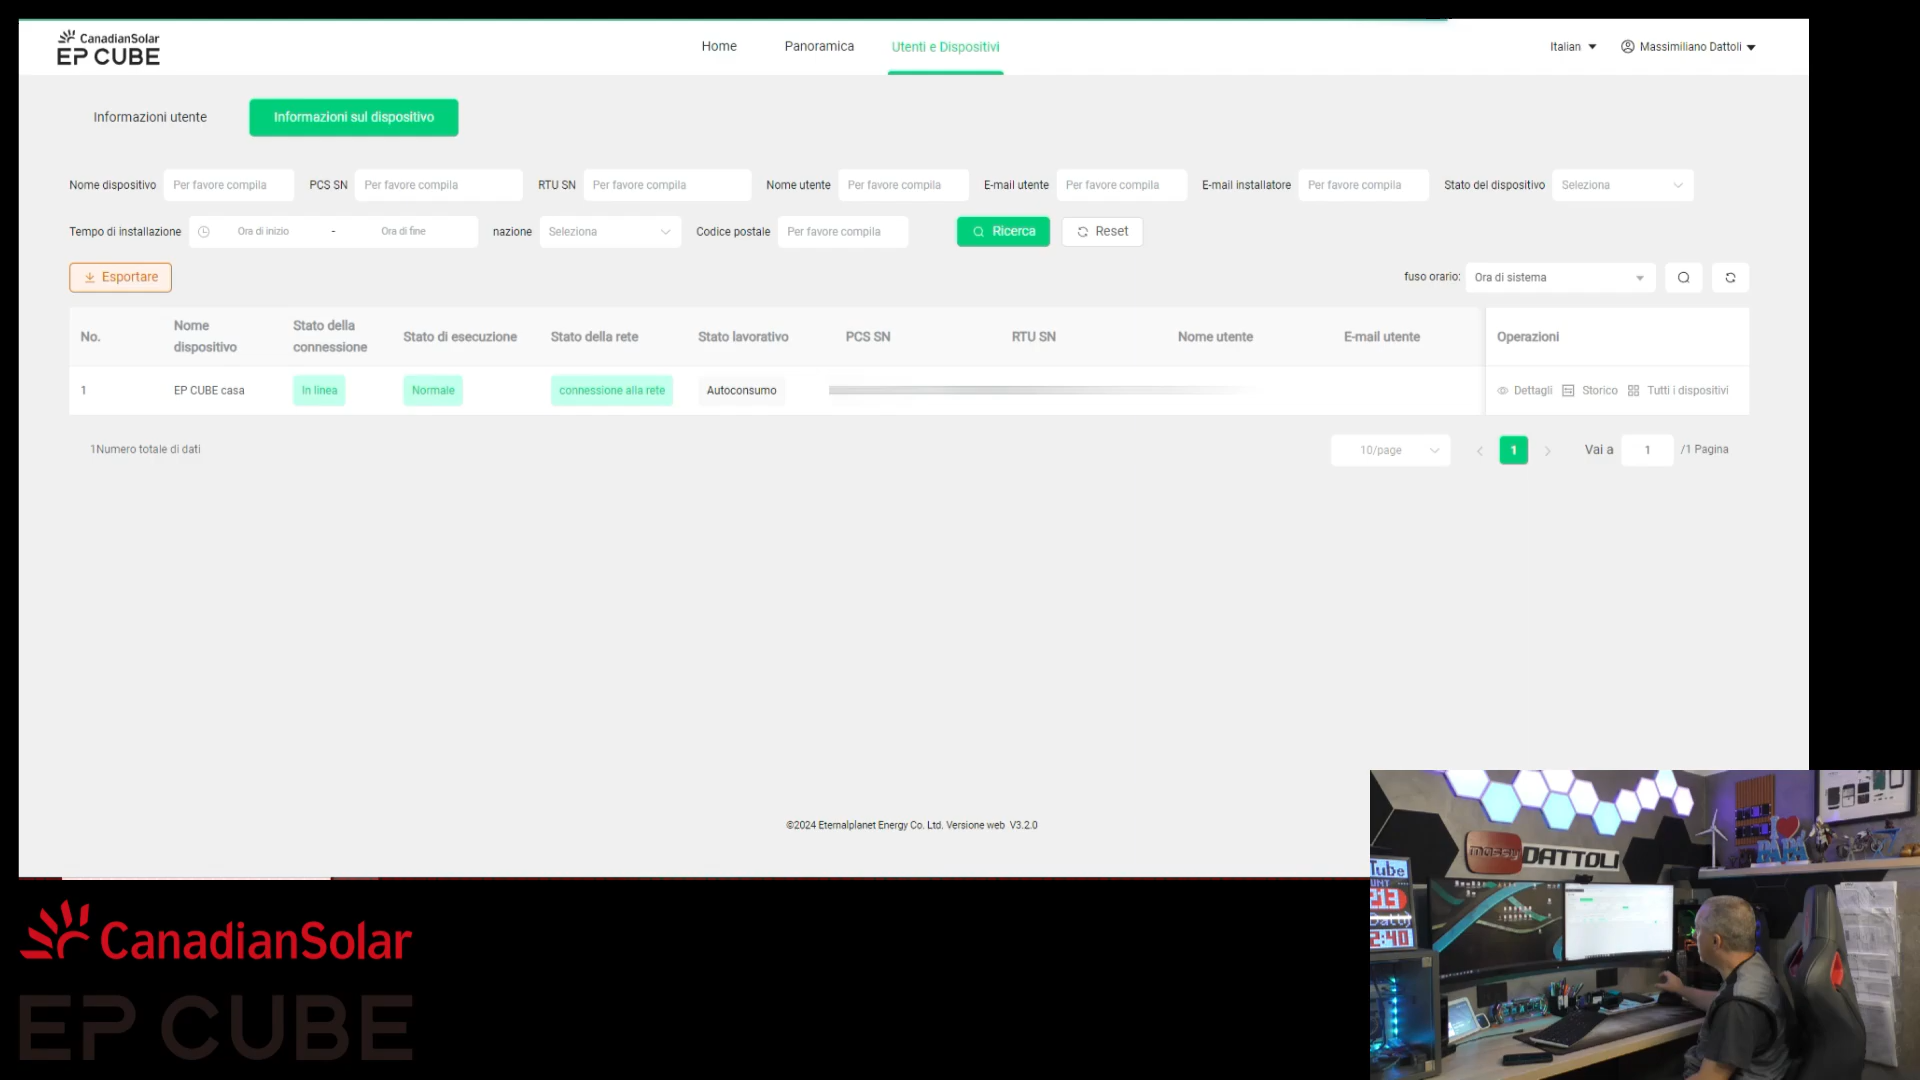 CanadianSolar
EP CUBE
Home
Panoramica
Utenti e Dispositivi
Italian
Massimiliano Dattoli
Informazioni utente
Informazioni sul dispositivo
Nome dispositivo Per favore compila PCS SN Per favore compila RTU SN Per favore compila Nome utente Per favore compila E-mail utente Per favore compila E-mail installatore Per favore compila Stato del dispositivo Seleziona
Tempo di installazione Ora di inizio - Ora di fine nazione Seleziona Codice postale Per favore compila Ricerca Reset
Esportare
fuso orario: Ora di sistema
No. Nome dispositivo Stato della connessione Stato di esecuzione Stato della rete Stato lavorativo PCS SN RTU SN Nome utente E-mail utente Operazioni
1 EP CUBE casa In linea Normale connessione alla rete Autoconsumo Dettagli Storico Tutti i dispositivi
1Numero totale di dati
10/page 1 Vai a 1 /1 Pagina
©2024 Eternalplanet Energy Co. Ltd. Versione web V3.2.0
CanadianSolar
EP CUBE
massy DATTOLI
Tube
213
2:40
I
PAPÀ